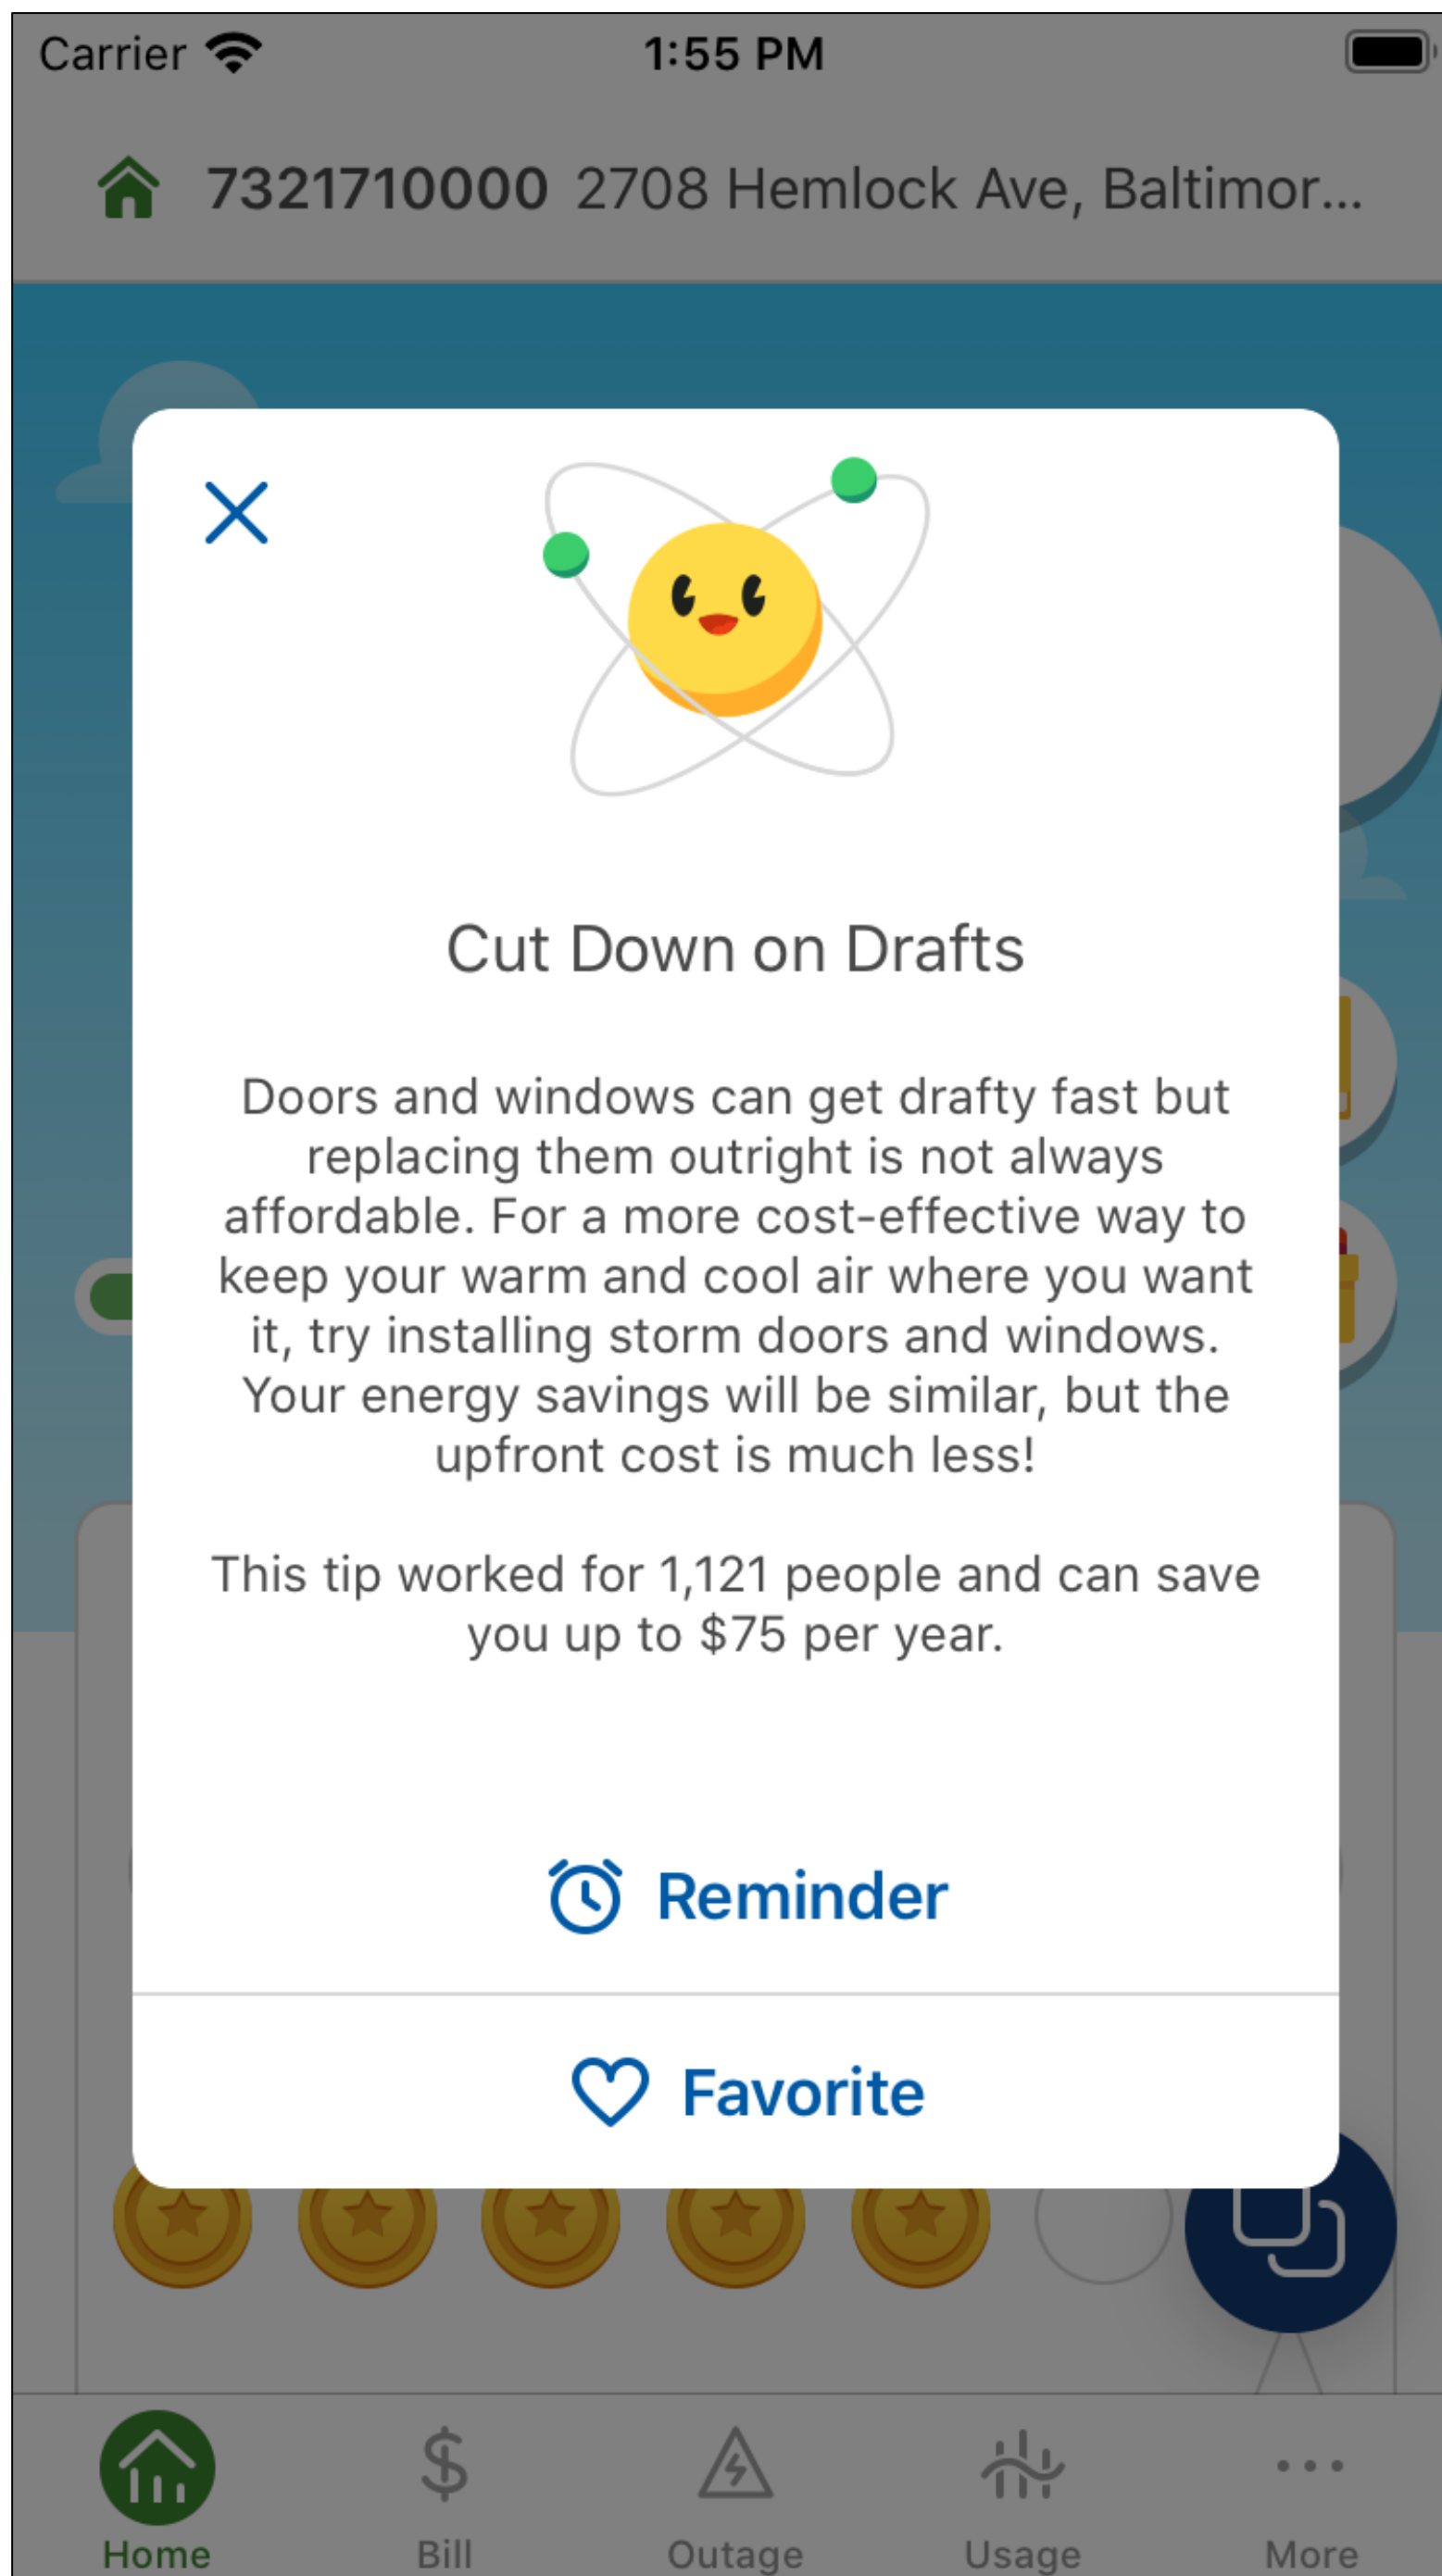 Carrier 1:55 PM
7321710000 2708 Hemlock Ave, Baltimor...
Cut Down on Drafts
Doors and windows can get drafty fast but
replacing them outright is not always
affordable. For a more cost-effective way to
keep your warm and cool air where you want
it, try installing storm doors and windows.
Your energy savings will be similar, but the
upfront cost is much less!
This tip worked for 1,121 people and can save
you up to $75 per year.
Reminder
Favorite
Home Bill Outage Usage More